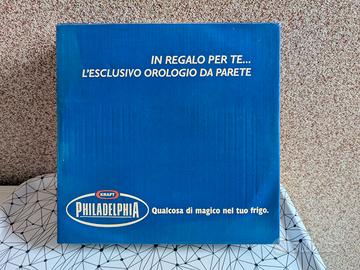 IN REGALO PER TE...
L'ESCLUSIVO OROLOGIO DA PARETE
KRAFT
PHILADELPHIA
Qualcosa di magico nel tuo frigo.